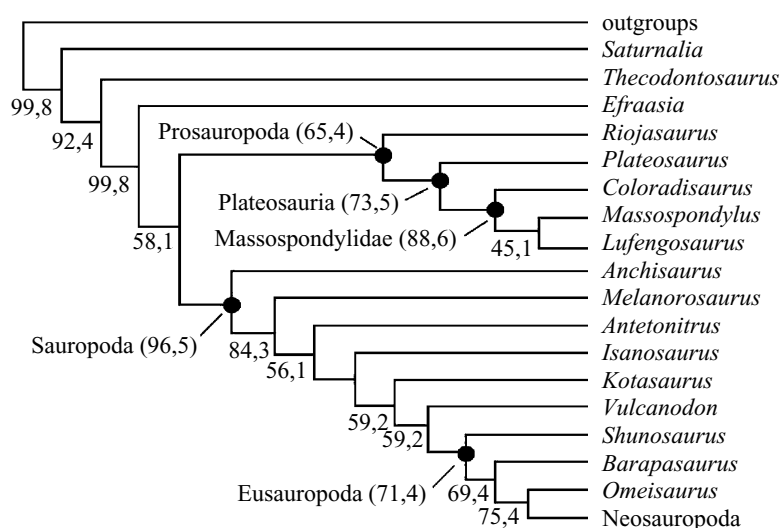 outgroups
Saturnalia
Thecodontosaurus
99,8
Efraasia
92,4
Prosauropoda (65,4)
Riojasaurus
Plateosaurus
99,8
Coloradisaurus
Plateosauria (73,5)
Massospondylus
58,1
Massospondylidae (88,6)
45,1
Lufengosaurus
Anchisaurus
Melanorosaurus
Antetonitrus
Sauropoda (96,5)
84,3
Isanosaurus
56,1
Kotasaurus
Vulcanodon
59,2
59,2
Shunosaurus
Barapasaurus
Eusauropoda (71,4)
69,4
Omeisaurus
75,4
Neosauropoda